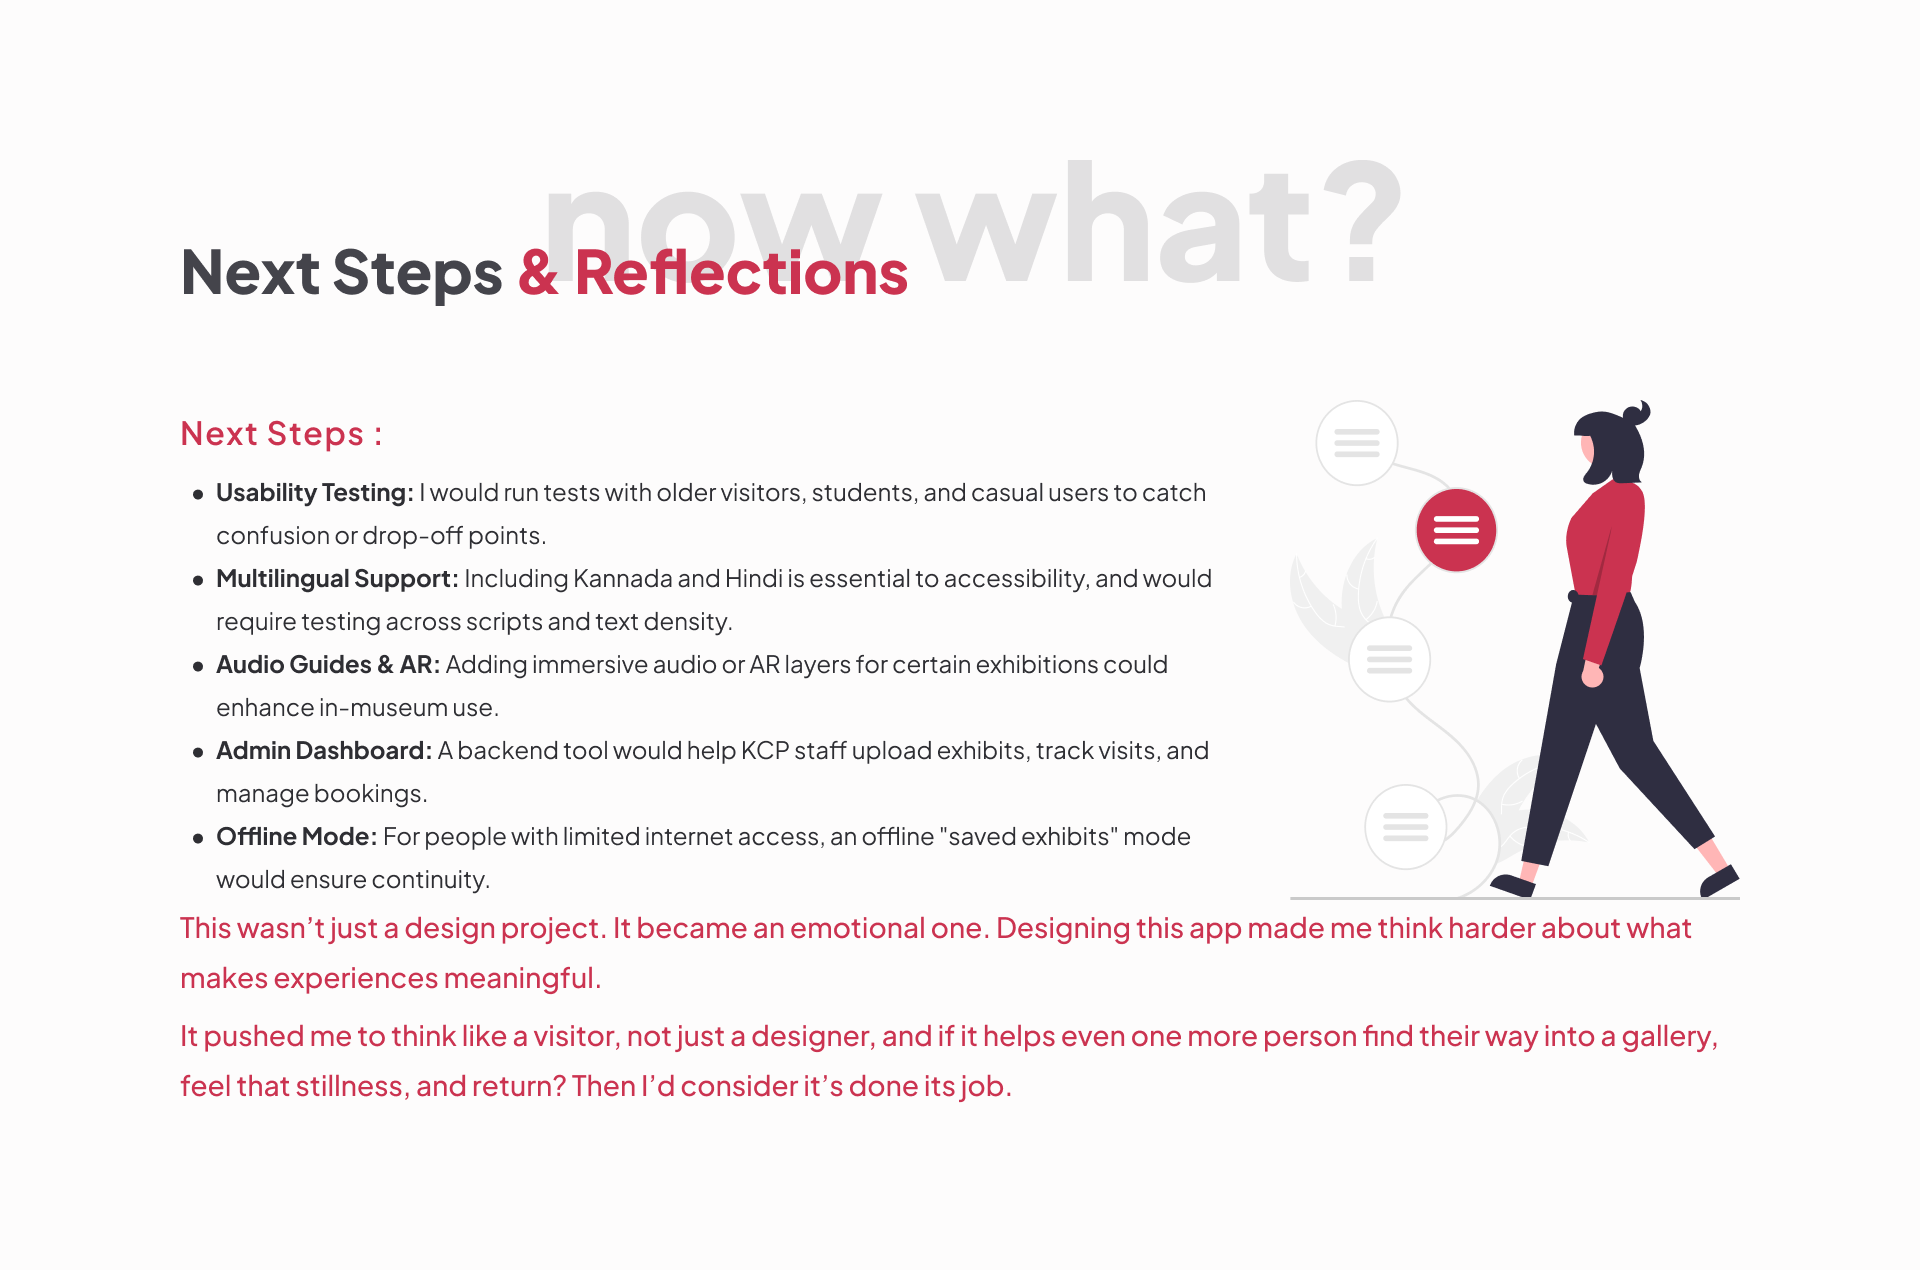 now what?
Next Steps & Reflections
Next Steps :
● Usability Testing: I would run tests with older visitors, students, and casual users to catch
confusion or drop-off points.
● Multilingual Support: Including Kannada and Hindi is essential to accessibility, and would
require testing across scripts and text density.
● Audio Guides & AR: Adding immersive audio or AR layers for certain exhibitions could
enhance in-museum use.
● Admin Dashboard: A backend tool would help KCP staff upload exhibits, track visits, and
manage bookings.
● Offline Mode: For people with limited internet access, an offline "saved exhibits" mode
would ensure continuity.
This wasn’t just a design project. It became an emotional one. Designing this app made me think harder about what
makes experiences meaningful.
It pushed me to think like a visitor, not just a designer, and if it helps even one more person find their way into a gallery,
feel that stillness, and return? Then I’d consider it’s done its job.